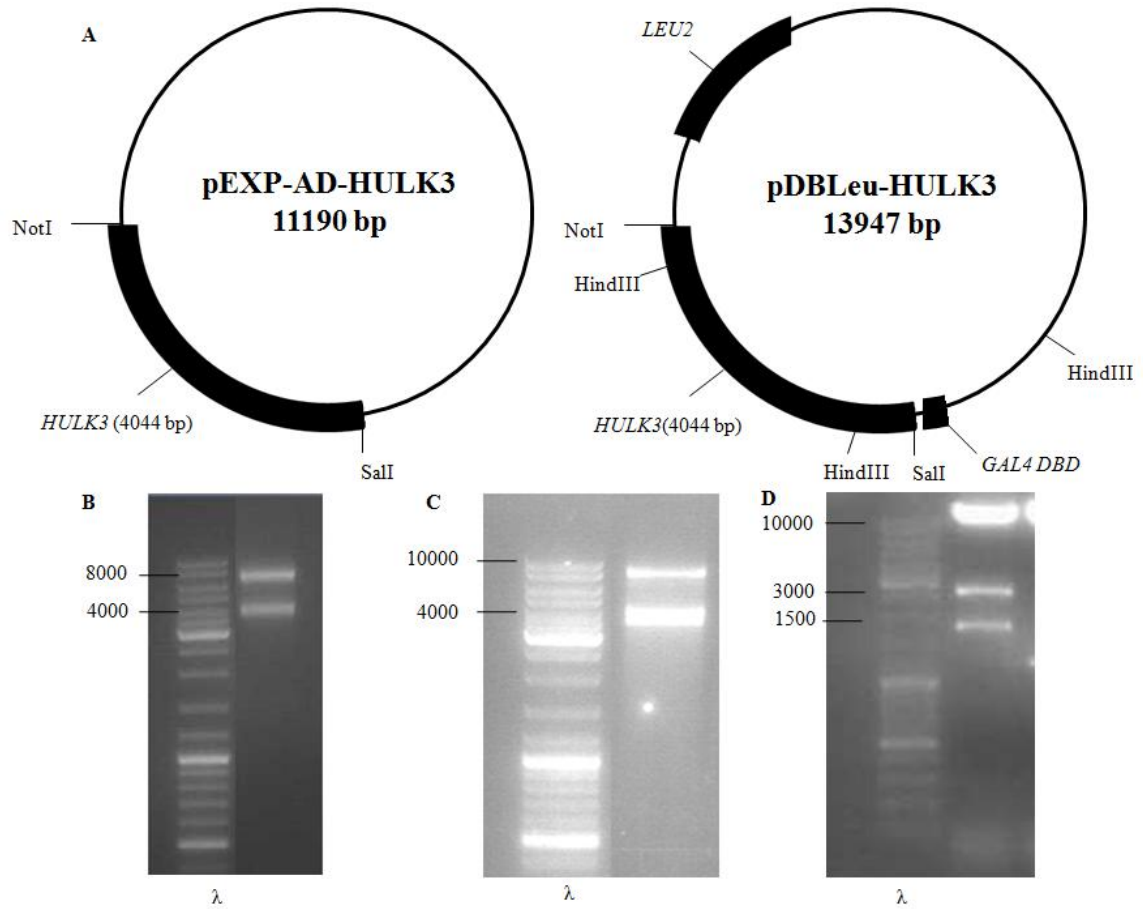 A
pEXP-AD-HULK3
11190 bp
NotI
HULK3 (4044 bp)
SalI
LEU2
pDBLeu-HULK3
13947 bp
NotI
HindIII
HindIII
HULK3(4044 bp)
HindIII
SalI
GAL4 DBD
B
8000
4000
λ
C
10000
4000
λ
D
10000
3000
1500
λ